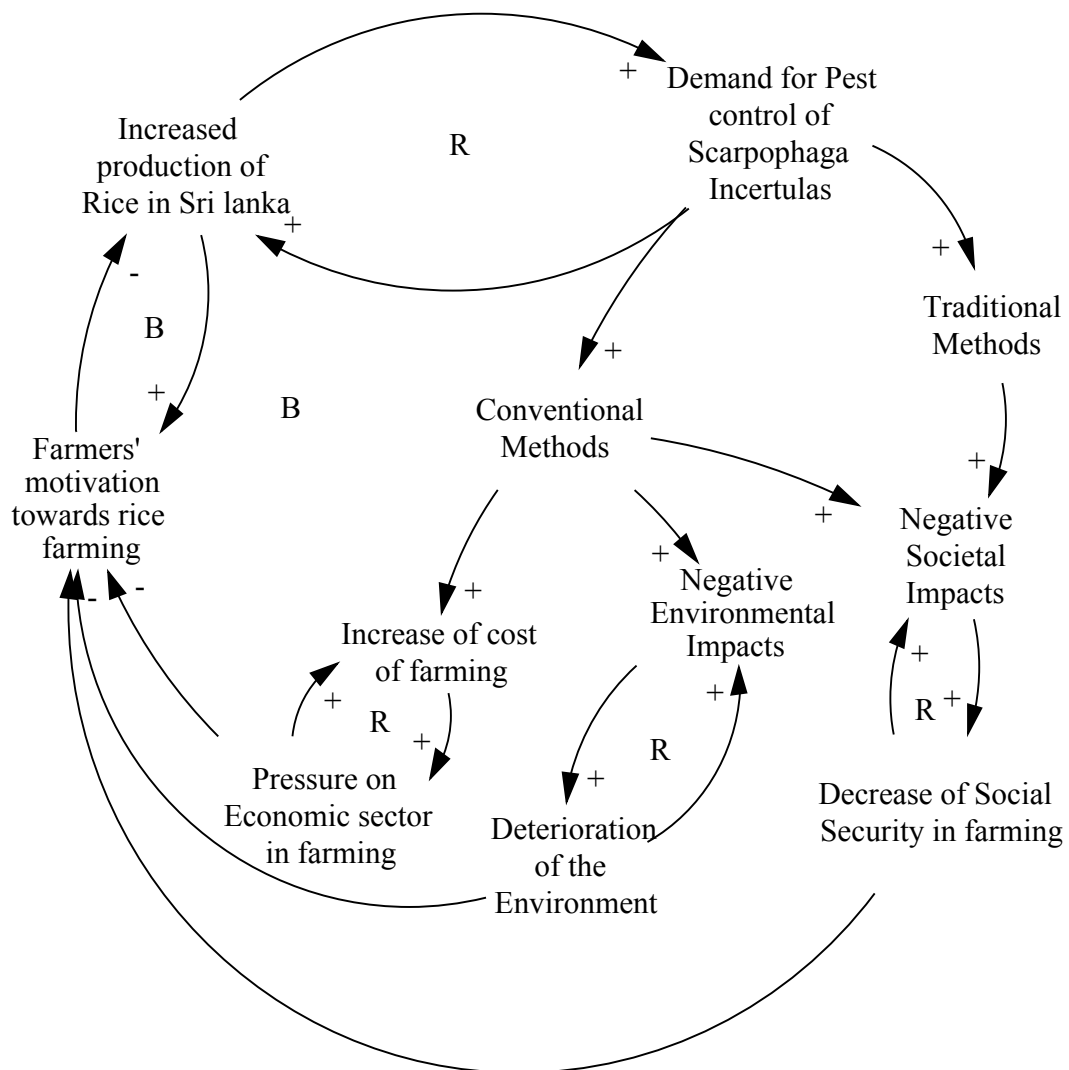 Demand for Pest
control of
Scarpophaga
Incertulas
+
Increased
production of
Rice in Sri lanka
R
+
+
-
Traditional
Methods
B
+
+
B
Conventional
Methods
Farmers'
motivation
towards rice
farming
+
+
Negative
Societal
Impacts
+
Negative
Environmental
Impacts
-
-
+
Increase of cost
of farming
+
+
R
+
+
R
+
R
+
Pressure on
Economic sector
in farming
Decrease of Social
Security in farming
Deterioration
of the
Environment